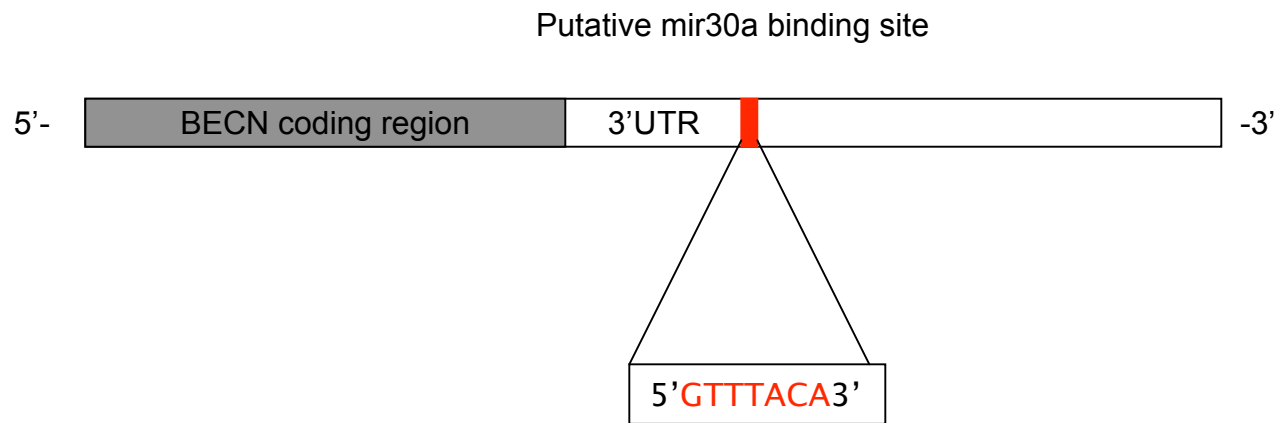 Putative mir30a binding site
5’- BECN coding region 3’UTR -3’
5’GTTTACA3’